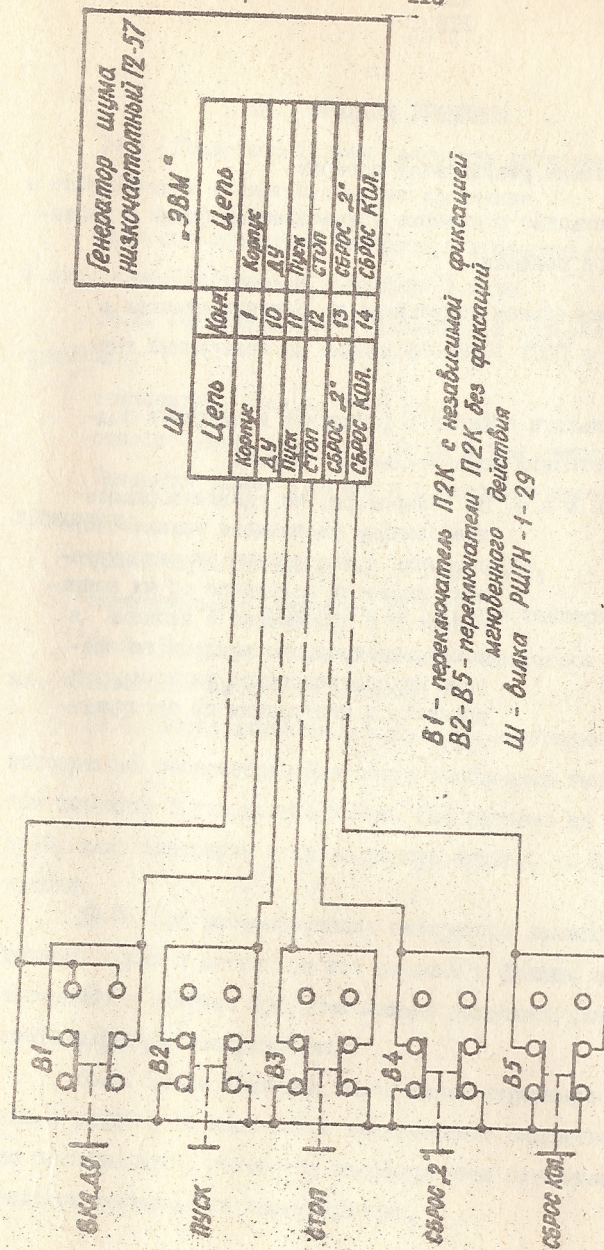 Генератор шума
низкочастотный Г2-57
„ЭВМ“
Ш
Цепь Конт. Цепь
Корпус 1 Корпус
ДУ 10 ДУ
Пуск 11 Пуск
СТОП 12 СТОП
СБРОС „2“ 13 СБРОС „2“
СБРОС КОЛ. 14 СБРОС КОЛ.
В1 - переключатель П2К с независимой фиксацией
В2-В5 - переключатели П2К без фиксации
мгновенного действия
Ш - вилка РШГН-1-29
ВКЛ.ДУ В1
ПУСК В2
СТОП В3
СБРОС „2“ В4
СБРОС КОЛ. В5